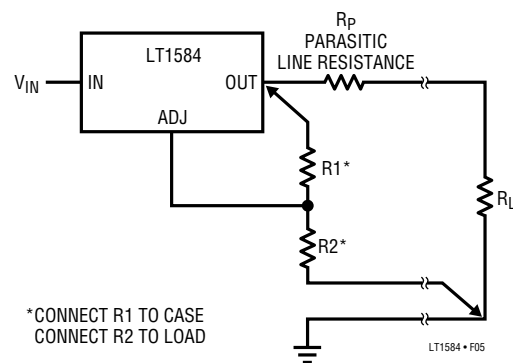 R_P
PARASITIC
LINE RESISTANCE
LT1584
V_IN
IN
OUT
ADJ
R1*
R_L
R2*
*CONNECT R1 TO CASE
CONNECT R2 TO LOAD
LT1584 • F05